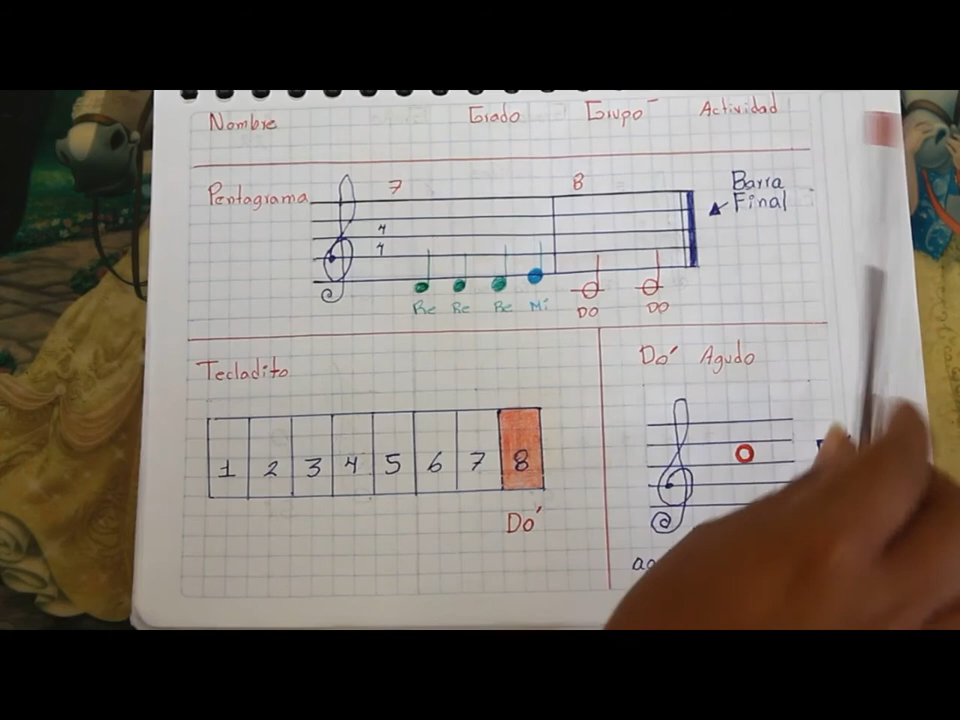 Nombre Grado Grupo Actividad
Pentagrama 7 8 Barra Final
4
4
Re Re Re Mi DO DO
Tecladito
1 2 3 4 5 6 7 8
Do'
Do' Agudo